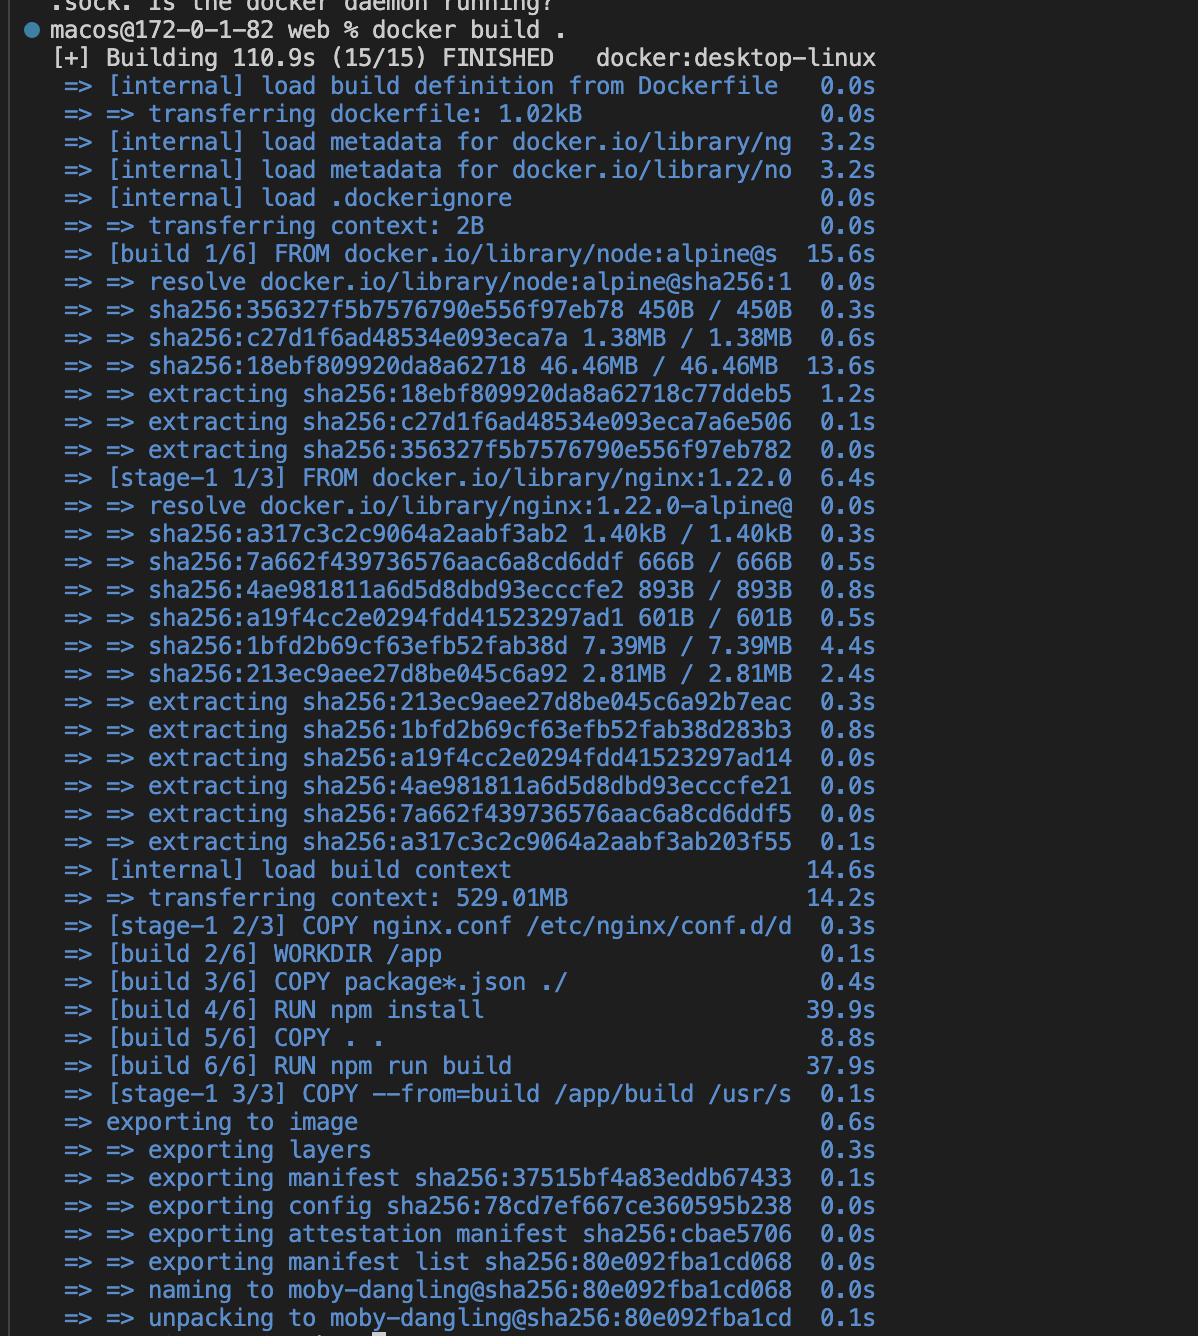 .sock. Is the docker daemon running?
macos@172-0-1-82 web % docker build .
[+] Building 110.9s (15/15) FINISHED docker:desktop-linux
=> [internal] load build definition from Dockerfile 0.0s
=> => transferring dockerfile: 1.02kB 0.0s
=> [internal] load metadata for docker.io/library/ng 3.2s
=> [internal] load metadata for docker.io/library/no 3.2s
=> [internal] load .dockerignore 0.0s
=> => transferring context: 2B 0.0s
=> [build 1/6] FROM docker.io/library/node:alpine@s 15.6s
=> => resolve docker.io/library/node:alpine@sha256:1 0.0s
=> => sha256:356327f5b7576790e556f97eb78 450B / 450B 0.3s
=> => sha256:c27d1f6ad48534e093eca7a 1.38MB / 1.38MB 0.6s
=> => sha256:18ebf809920da8a62718 46.46MB / 46.46MB 13.6s
=> => extracting sha256:18ebf809920da8a62718c77ddeb5 1.2s
=> => extracting sha256:c27d1f6ad48534e093eca7a6e506 0.1s
=> => extracting sha256:356327f5b7576790e556f97eb782 0.0s
=> [stage-1 1/3] FROM docker.io/library/nginx:1.22.0 6.4s
=> => resolve docker.io/library/nginx:1.22.0-alpine@ 0.0s
=> => sha256:a317c3c2c9064a2aabf3ab2 1.40kB / 1.40kB 0.3s
=> => sha256:7a662f439736576aac6a8cd6ddf 666B / 666B 0.5s
=> => sha256:4ae981811a6d5d8dbd93ecccfe2 893B / 893B 0.8s
=> => sha256:a19f4cc2e0294fdd41523297ad1 601B / 601B 0.5s
=> => sha256:1bfd2b69cf63efb52fab38d 7.39MB / 7.39MB 4.4s
=> => sha256:213ec9aee27d8be045c6a92 2.81MB / 2.81MB 2.4s
=> => extracting sha256:213ec9aee27d8be045c6a92b7eac 0.3s
=> => extracting sha256:1bfd2b69cf63efb52fab38d283b3 0.8s
=> => extracting sha256:a19f4cc2e0294fdd41523297ad14 0.0s
=> => extracting sha256:4ae981811a6d5d8dbd93ecccfe21 0.0s
=> => extracting sha256:7a662f439736576aac6a8cd6ddf5 0.0s
=> => extracting sha256:a317c3c2c9064a2aabf3ab203f55 0.1s
=> [internal] load build context 14.6s
=> => transferring context: 529.01MB 14.2s
=> [stage-1 2/3] COPY nginx.conf /etc/nginx/conf.d/d 0.3s
=> [build 2/6] WORKDIR /app 0.1s
=> [build 3/6] COPY package*.json ./ 0.4s
=> [build 4/6] RUN npm install 39.9s
=> [build 5/6] COPY . . 8.8s
=> [build 6/6] RUN npm run build 37.9s
=> [stage-1 3/3] COPY --from=build /app/build /usr/s 0.1s
=> exporting to image 0.6s
=> => exporting layers 0.3s
=> => exporting manifest sha256:37515bf4a83eddb67433 0.1s
=> => exporting config sha256:78cd7ef667ce360595b238 0.0s
=> => exporting attestation manifest sha256:cbae5706 0.0s
=> => exporting manifest list sha256:80e092fba1cd068 0.0s
=> => naming to moby-dangling@sha256:80e092fba1cd068 0.0s
=> => unpacking to moby-dangling@sha256:80e092fba1cd 0.1s